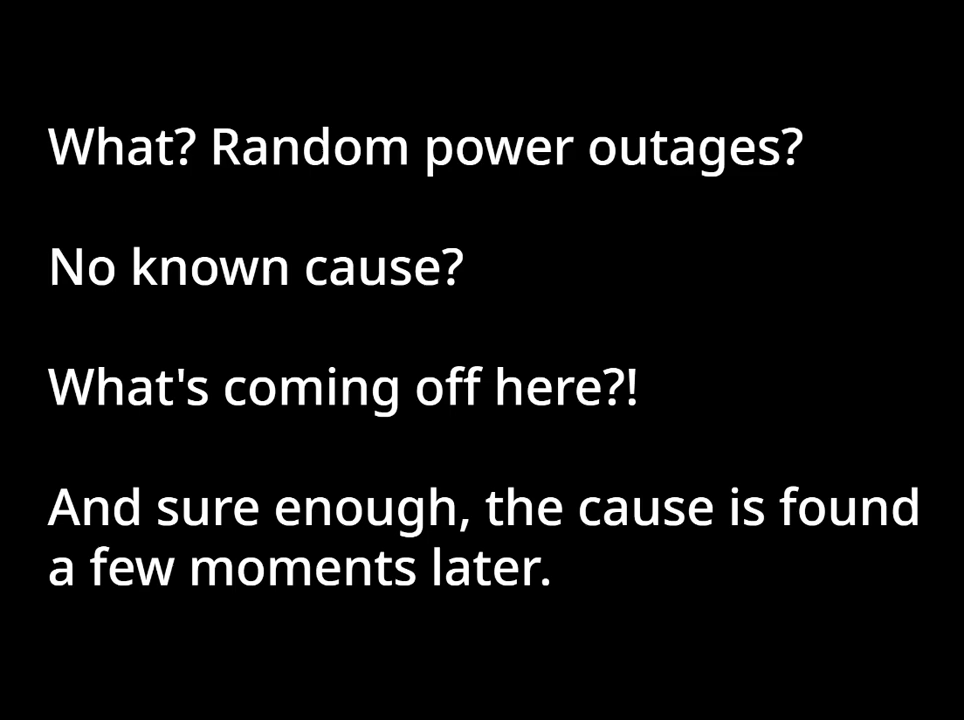 What? Random power outages?
No known cause?
What's coming off here?!
And sure enough, the cause is found
a few moments later.